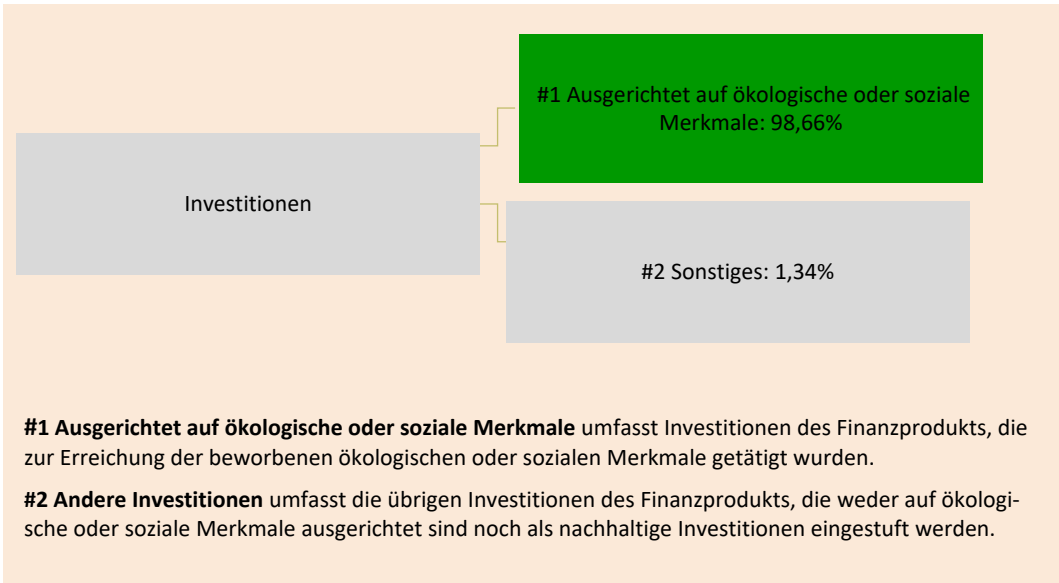 #1 Ausgerichtet auf ökologische oder soziale
Merkmale: 98,66%
Investitionen
#2 Sonstiges: 1,34%
#1 Ausgerichtet auf ökologische oder soziale Merkmale umfasst Investitionen des Finanzprodukts, die
zur Erreichung der beworbenen ökologischen oder sozialen Merkmale getätigt wurden.
#2 Andere Investitionen umfasst die übrigen Investitionen des Finanzprodukts, die weder auf ökologi-
sche oder soziale Merkmale ausgerichtet sind noch als nachhaltige Investitionen eingestuft werden.